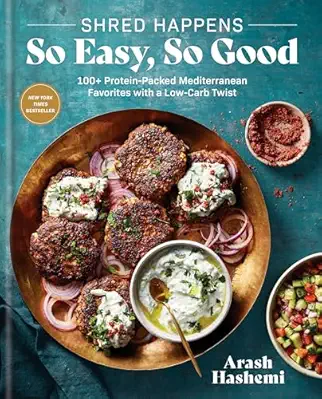 SHRED HAPPENS
So Easy, So Good
100+ Protein-Packed Mediterranean
Favorites with a Low-Carb Twist
NEW YORK
TIMES
BESTSELLER
Arash
Hashemi